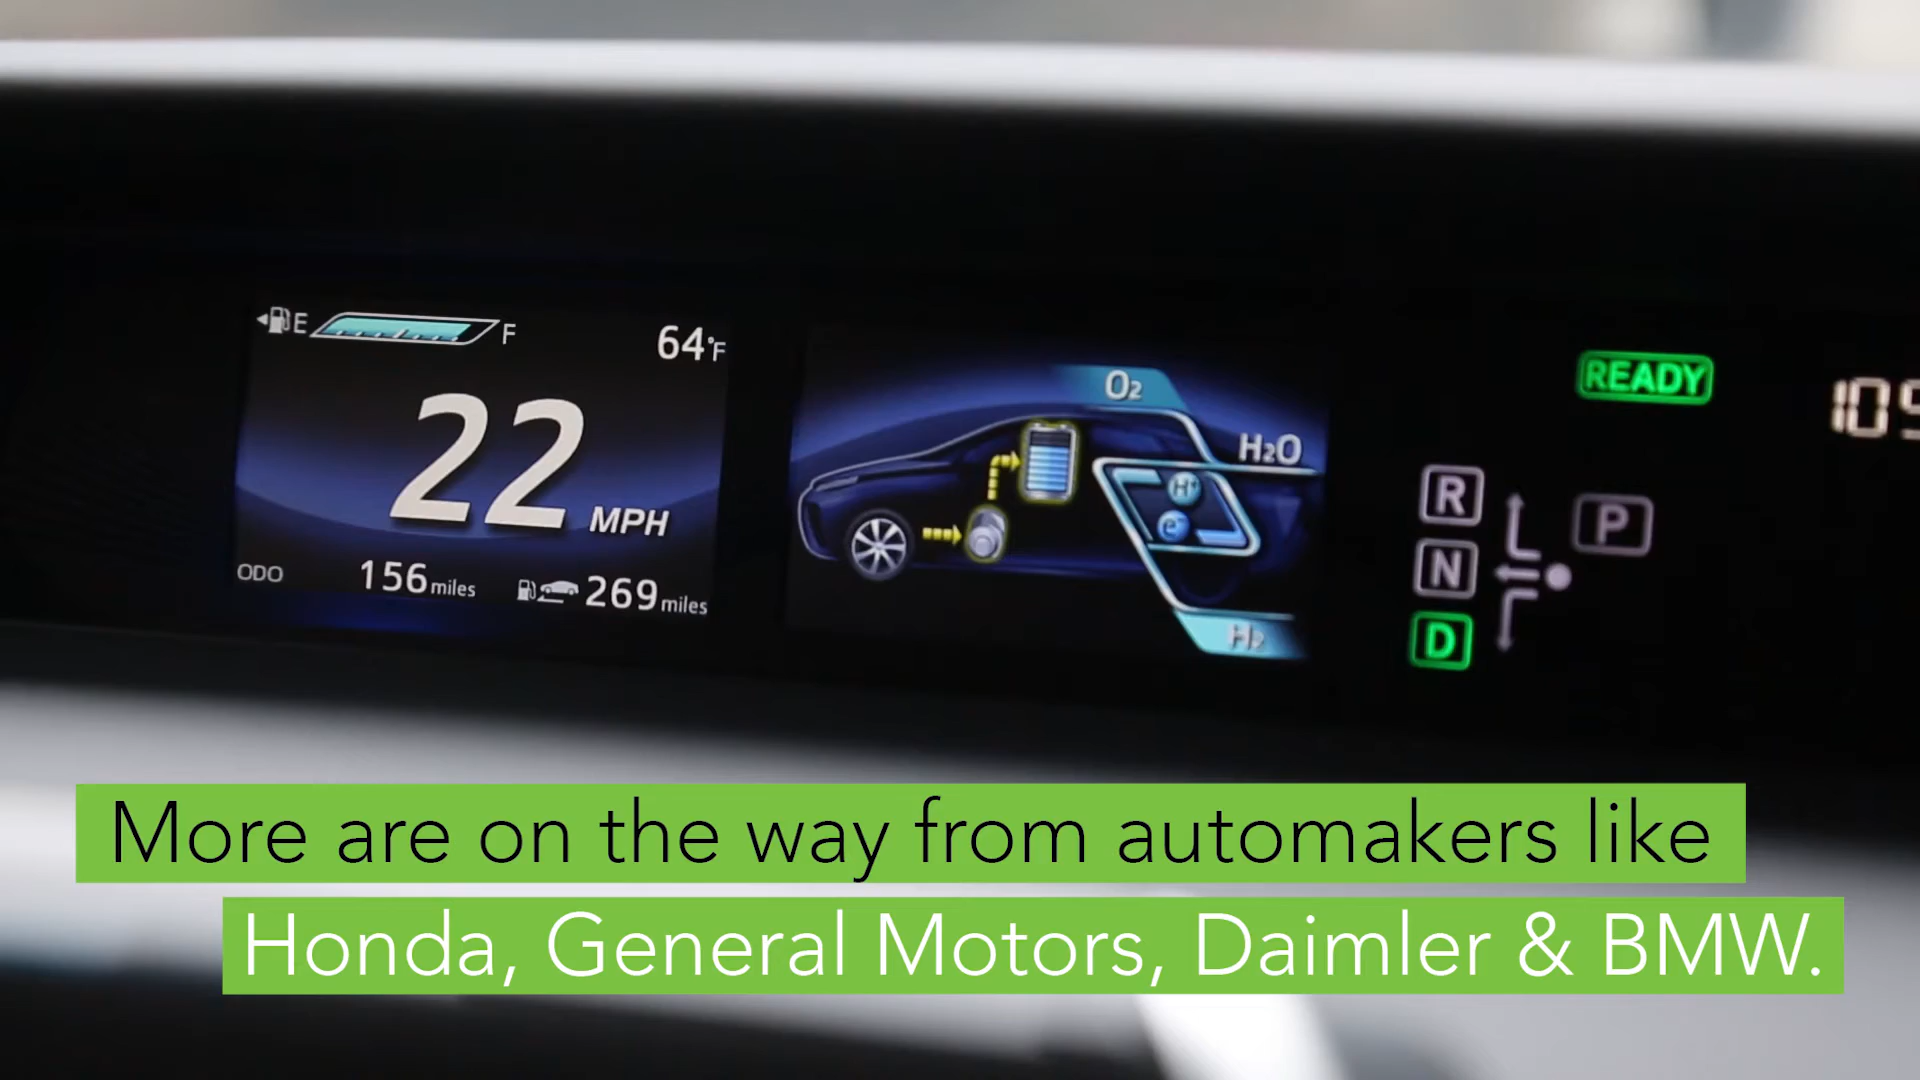 E F 64°F
22 MPH
ODO 156 miles 269 miles
O2
H2O
H+
e-
H2
READY
R
N
D
P
More are on the way from automakers like
Honda, General Motors, Daimler & BMW.